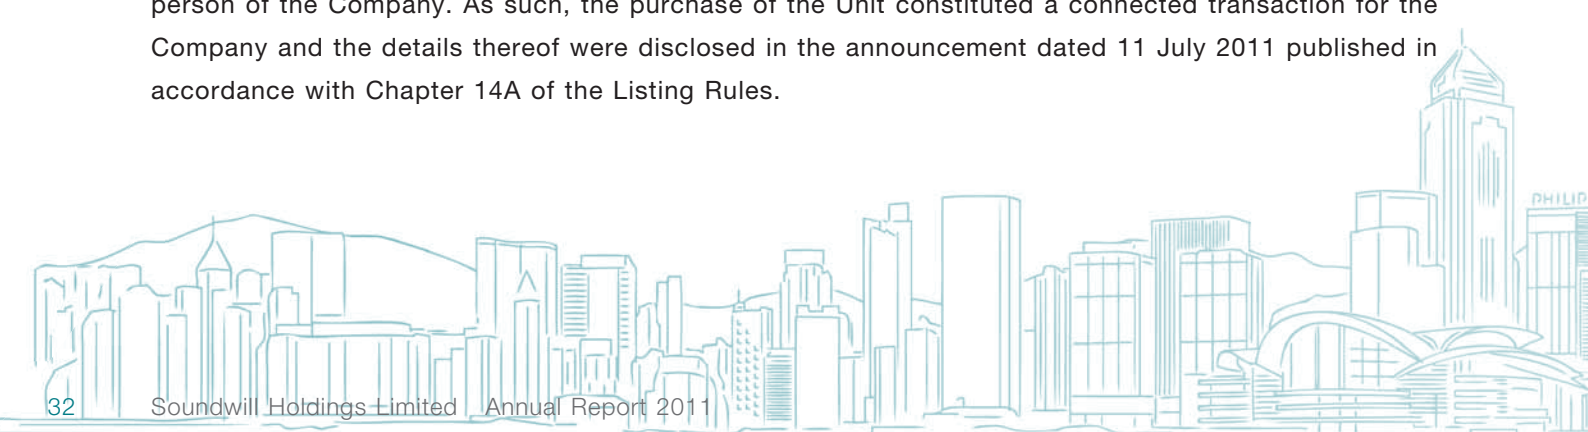 person of the Company. As such, the purchase of the Unit constituted a connected transaction for the
Company and the details thereof were disclosed in the announcement dated 11 July 2011 published in
accordance with Chapter 14A of the Listing Rules.
PHILIP
32 Soundwill Holdings Limited Annual Report 2011